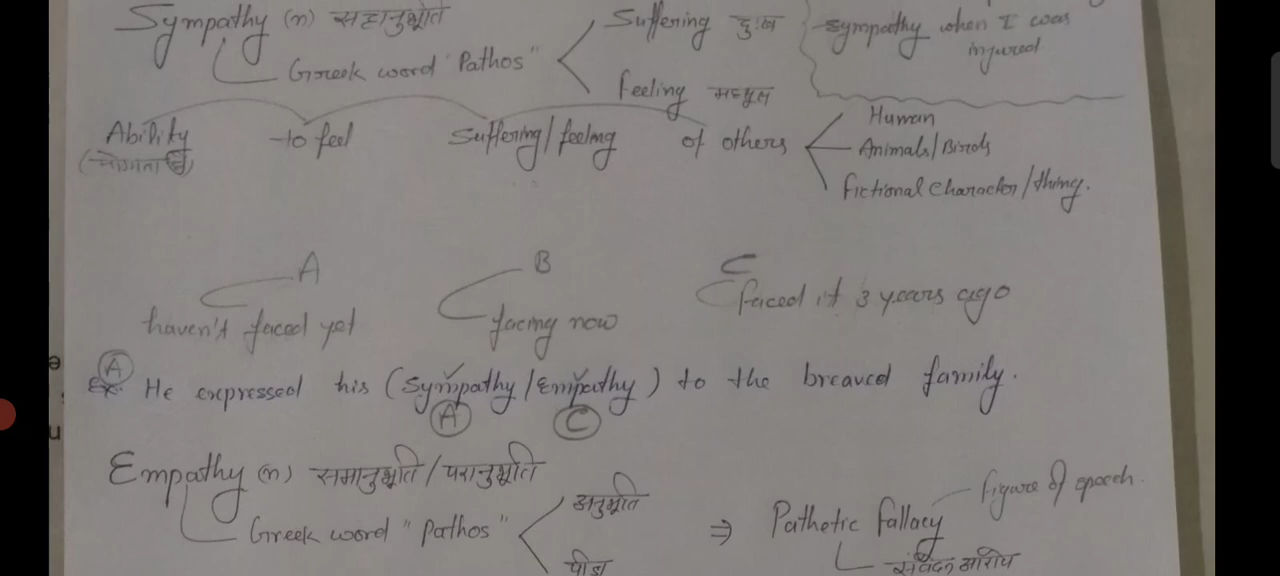 Sympathy (n) सहानुभूति
Suffering दुःख
Sympathy when I was
injured
Greek word "Pathos"
feeling महसूस
Ability to feel Suffering/feeling of others
Human
Animals/Birds
fictional character/thing.
A B C
haven't faced yet facing now faced it 3 years ago
A
Ex. He expressed his (Sympathy/Empathy) to the breaved family.
A C
Empathy (n) समानुभूति/परानुभूति
figure of speech.
अनुभूति
Greek word "Pathos" ⇒ Pathetic fallacy
पीड़ा